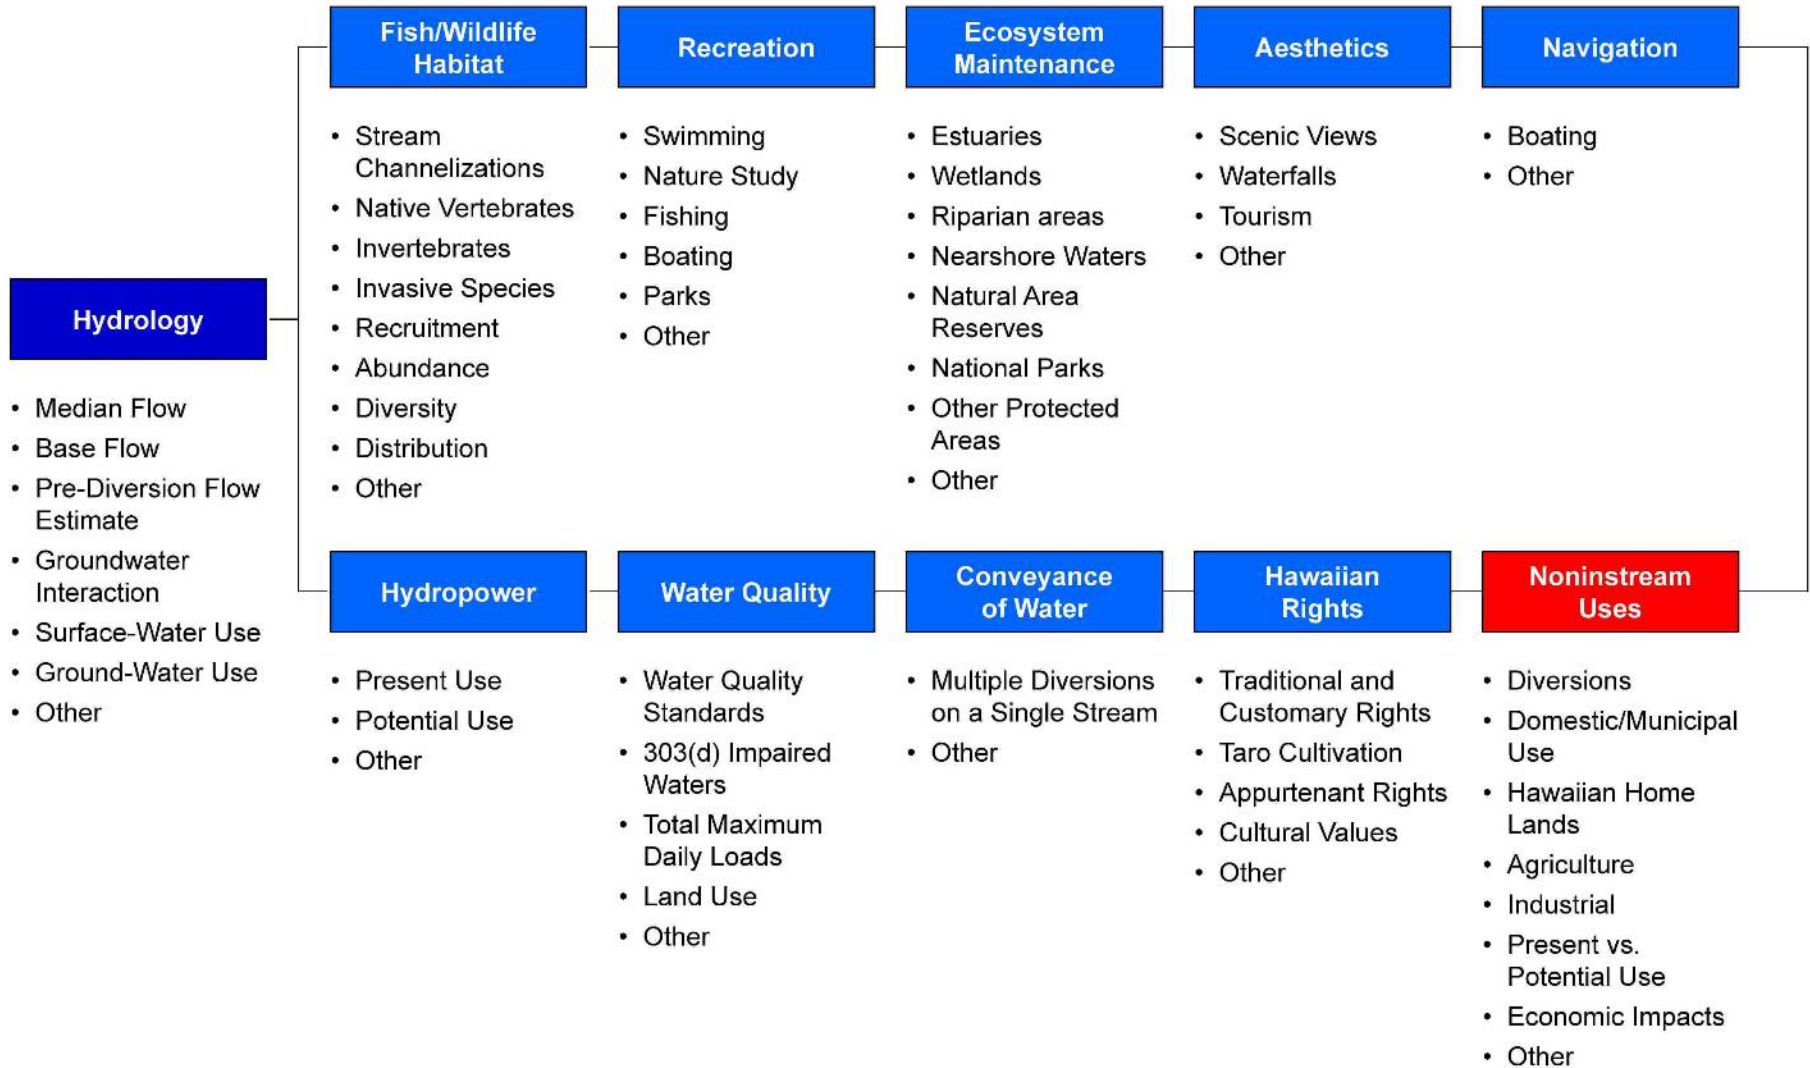 Hydrology
• Median Flow
• Base Flow
• Pre-Diversion Flow
Estimate
• Groundwater
Interaction
• Surface-Water Use
• Ground-Water Use
• Other
Fish/Wildlife
Habitat
• Stream
Channelizations
• Native Vertebrates
• Invertebrates
• Invasive Species
• Recruitment
• Abundance
• Diversity
• Distribution
• Other
Recreation
• Swimming
• Nature Study
• Fishing
• Boating
• Parks
• Other
Ecosystem
Maintenance
• Estuaries
• Wetlands
• Riparian areas
• Nearshore Waters
• Natural Area
Reserves
• National Parks
• Other Protected
Areas
• Other
Aesthetics
• Scenic Views
• Waterfalls
• Tourism
• Other
Navigation
• Boating
• Other
Hydropower
• Present Use
• Potential Use
• Other
Water Quality
• Water Quality
Standards
• 303(d) Impaired
Waters
• Total Maximum
Daily Loads
• Land Use
• Other
Conveyance
of Water
• Multiple Diversions
on a Single Stream
• Other
Hawaiian
Rights
• Traditional and
Customary Rights
• Taro Cultivation
• Appurtenant Rights
• Cultural Values
• Other
Noninstream
Uses
• Diversions
• Domestic/Municipal
Use
• Hawaiian Home
Lands
• Agriculture
• Industrial
• Present vs.
Potential Use
• Economic Impacts
• Other